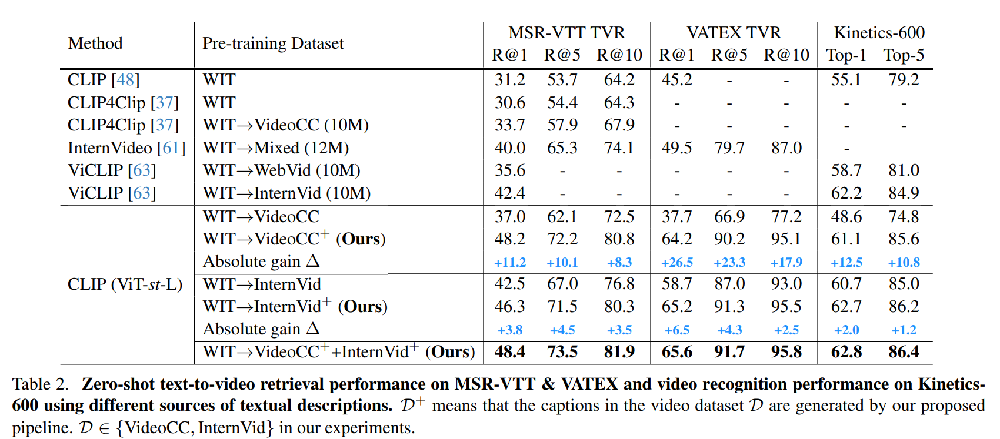 Method Pre-training Dataset MSR-VTT TVR VATEX TVR Kinetics-600
R@1 R@5 R@10 R@1 R@5 R@10 Top-1 Top-5
CLIP [48] WIT 31.2 53.7 64.2 45.2 - - 55.1 79.2
CLIP4Clip [37] WIT 30.6 54.4 64.3 - - - - -
CLIP4Clip [37] WIT→VideoCC (10M) 33.7 57.9 67.9 - - - - -
InternVideo [61] WIT→Mixed (12M) 40.0 65.3 74.1 49.5 79.7 87.0 -
ViCLIP [63] WIT→WebVid (10M) 35.6 - - - - - 58.7 81.0
ViCLIP [63] WIT→InternVid (10M) 42.4 - - - - - 62.2 84.9
WIT→VideoCC 37.0 62.1 72.5 37.7 66.9 77.2 48.6 74.8
WIT→VideoCC+ (Ours) 48.2 72.2 80.8 64.2 90.2 95.1 61.1 85.6
Absolute gain Δ +11.2 +10.1 +8.3 +26.5 +23.3 +17.9 +12.5 +10.8
CLIP (ViT-st-L) WIT→InternVid 42.5 67.0 76.8 58.7 87.0 93.0 60.7 85.0
WIT→InternVid+ (Ours) 46.3 71.5 80.3 65.2 91.3 95.5 62.7 86.2
Absolute gain Δ +3.8 +4.5 +3.5 +6.5 +4.3 +2.5 +2.0 +1.2
WIT→VideoCC++InternVid+ (Ours) 48.4 73.5 81.9 65.6 91.7 95.8 62.8 86.4
Table 2. Zero-shot text-to-video retrieval performance on MSR-VTT & VATEX and video recognition performance on Kinetics-
600 using different sources of textual descriptions. D+ means that the captions in the video dataset D are generated by our proposed
pipeline. D ∈ {VideoCC, InternVid} in our experiments.